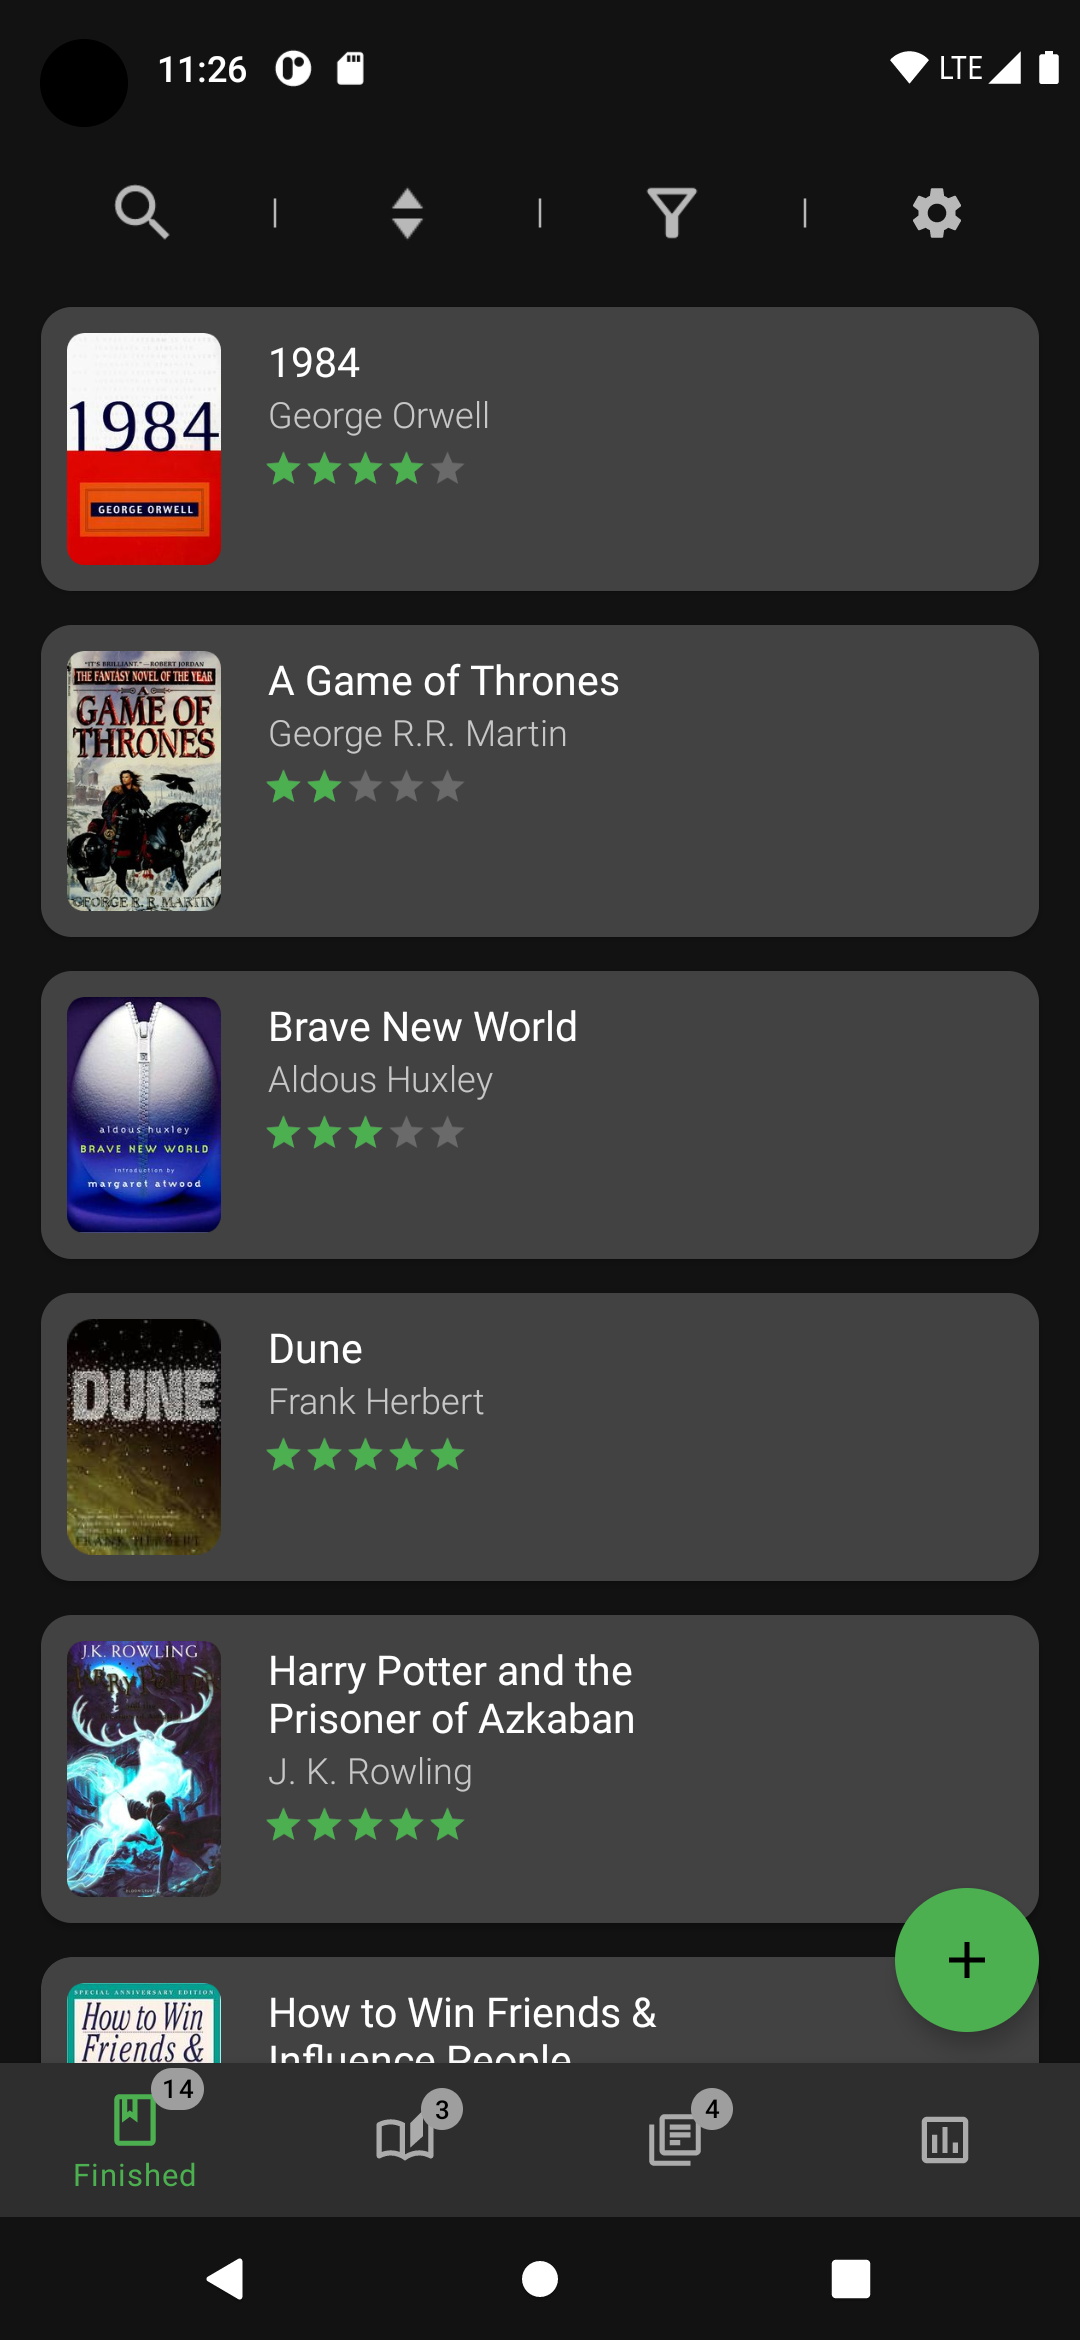 11:26
LTE
1984
GEORGE ORWELL
1984
George Orwell
"IT'S BRILLIANT."—ROBERT JORDAN
THE FANTASY NOVEL OF THE YEAR
A
GAME OF
THRONES
GEORGE R. R. MARTIN
A Game of Thrones
George R.R. Martin
aldous huxley
BRAVE NEW WORLD
introduction by
margaret atwood
Brave New World
Aldous Huxley
DUNE
FRANK HERBERT
Dune
Frank Herbert
J.K. ROWLING
HARRY POTTER
Harry Potter and the
Prisoner of Azkaban
J. K. Rowling
SPECIAL ANNIVERSARY EDITION
How to Win
Friends &
How to Win Friends &
Influence People
14
3
4
Finished